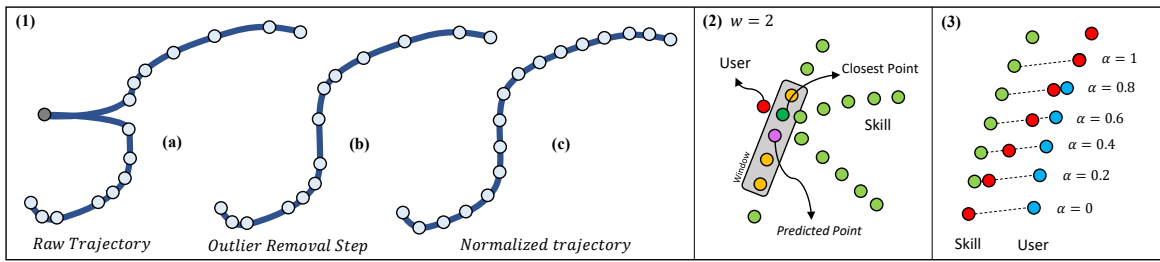 (1)
(a)
(b)
(c)
Raw Trajectory
Outlier Removal Step
Normalized trajectory
(2) w = 2
User
Closest Point
Skill
Window
Predicted Point
(3)
α = 1
α = 0.8
α = 0.6
α = 0.4
α = 0.2
α = 0
Skill User